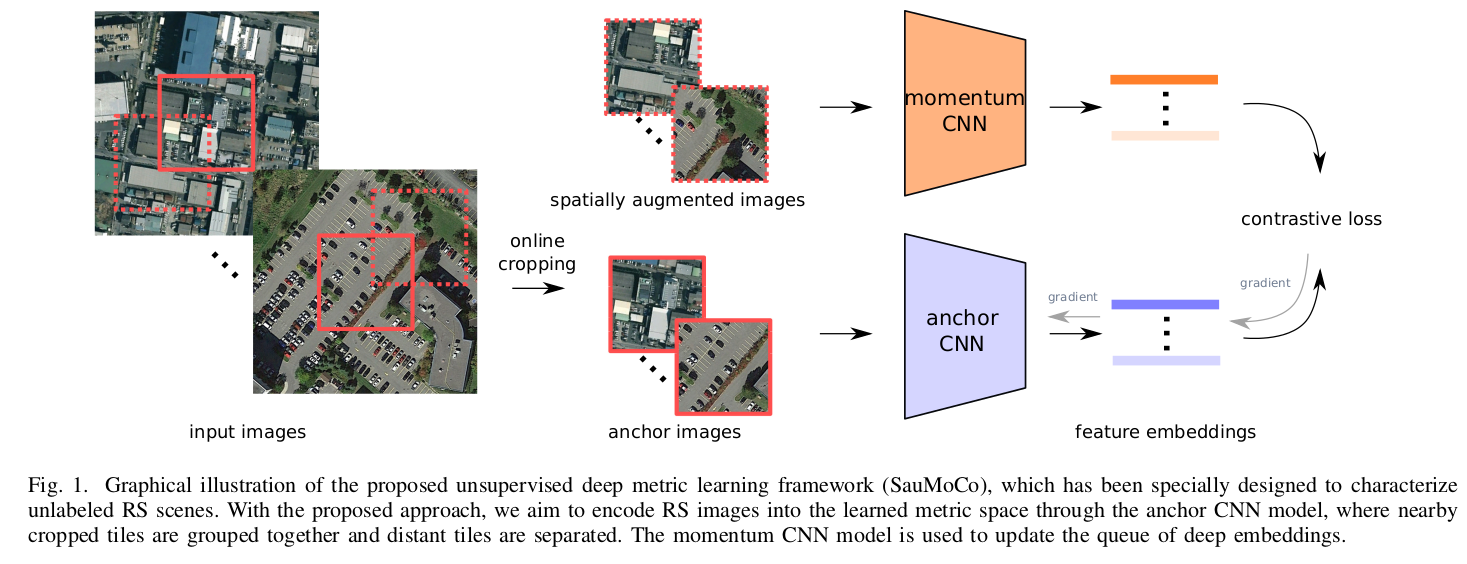 momentum
CNN
spatially augmented images
contrastive loss
online
cropping
gradient
gradient
anchor
CNN
input images
anchor images
feature embeddings
Fig. 1. Graphical illustration of the proposed unsupervised deep metric learning framework (SauMoCo), which has been specially designed to characterize
unlabeled RS scenes. With the proposed approach, we aim to encode RS images into the learned metric space through the anchor CNN model, where nearby
cropped tiles are grouped together and distant tiles are separated. The momentum CNN model is used to update the queue of deep embeddings.